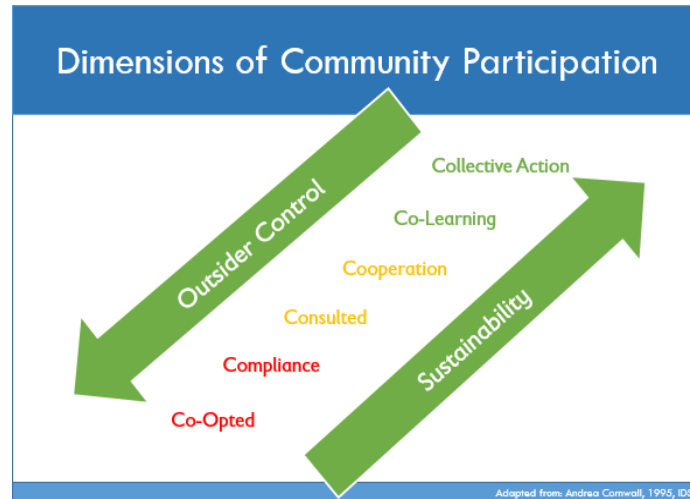 Dimensions of Community Participation
Outsider Control
Collective Action
Co-Learning
Cooperation
Consulted
Compliance
Co-Opted
Sustainability
Adapted from: Andrea Cornwall, 1995, IDS